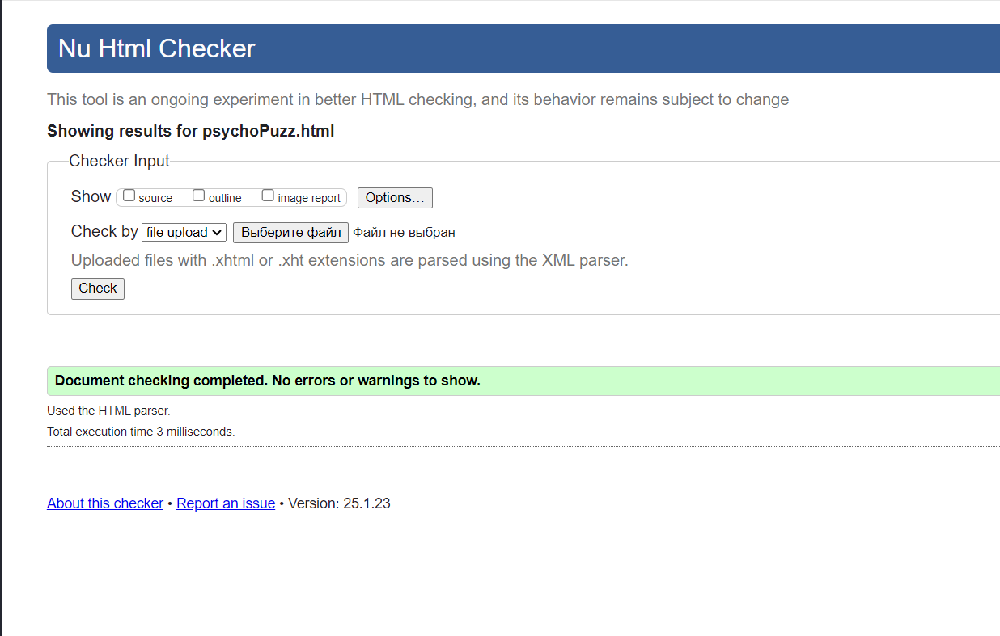 Nu Html Checker
This tool is an ongoing experiment in better HTML checking, and its behavior remains subject to change
Showing results for psychoPuzz.html
Checker Input
Show source outline image report Options…
Check by file upload Выберите файл Файл не выбран
Uploaded files with .xhtml or .xht extensions are parsed using the XML parser.
Check
Document checking completed. No errors or warnings to show.
Used the HTML parser.
Total execution time 3 milliseconds.
About this checker • Report an issue • Version: 25.1.23